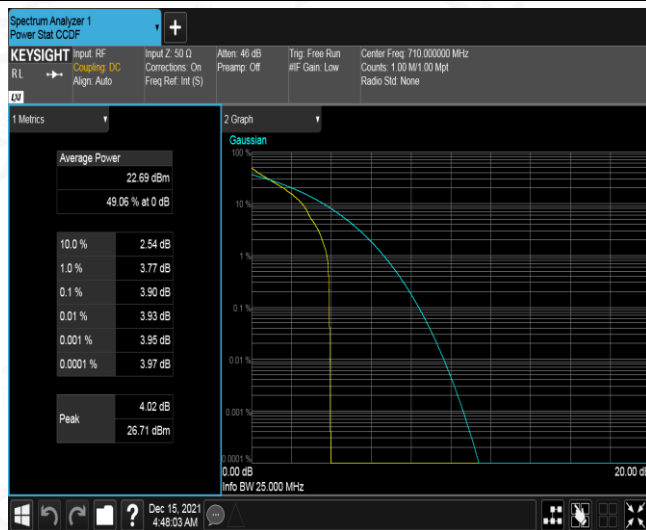 Spectrum Analyzer 1
Power Stat CCDF
KEYSIGHT
RL
Input: RF
Coupling: DC
Align: Auto
Input Z: 50 Ω
Corrections: On
Freq Ref: Int (S)
Atten: 46 dB
Preamp: Off
Trig: Free Run
#IF Gain: Low
Center Freq: 710.000000 MHz
Counts: 1.00 M/1.00 Mpt
Radio Std: None
LXI
1 Metrics
Average Power
22.69 dBm
49.06 % at 0 dB
10.0 % 2.54 dB
1.0 % 3.77 dB
0.1 % 3.90 dB
0.01 % 3.93 dB
0.001 % 3.95 dB
0.0001 % 3.97 dB
Peak
4.02 dB
26.71 dBm
2 Graph
Gaussian
100 %
10 %
1 %
0.1 %
0.01 %
0.001 %
0.0001 %
0.00 dB
20.00 dB
Info BW 25.000 MHz
?
Dec 15, 2021
4:48:03 AM